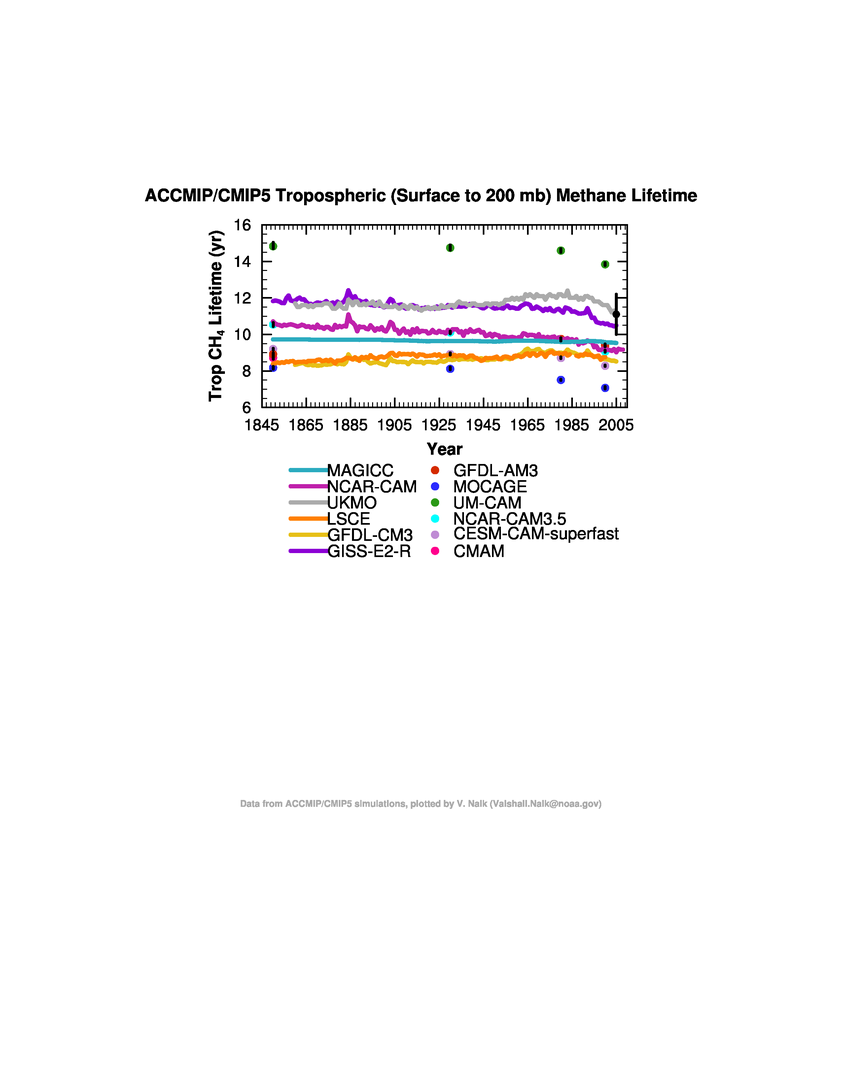 ACCMIP/CMIP5 Tropospheric (Surface to 200 mb) Methane Lifetime
Trop CH4 Lifetime (yr)
16
14
12
10
8
6
1845 1865 1885 1905 1925 1945 1965 1985 2005
Year
MAGICC
NCAR-CAM
UKMO
LSCE
GFDL-CM3
GISS-E2-R
GFDL-AM3
MOCAGE
UM-CAM
NCAR-CAM3.5
CESM-CAM-superfast
CMAM
Data from ACCMIP/CMIP5 simulations, plotted by V. Naik (Vaishali.Naik@noaa.gov)